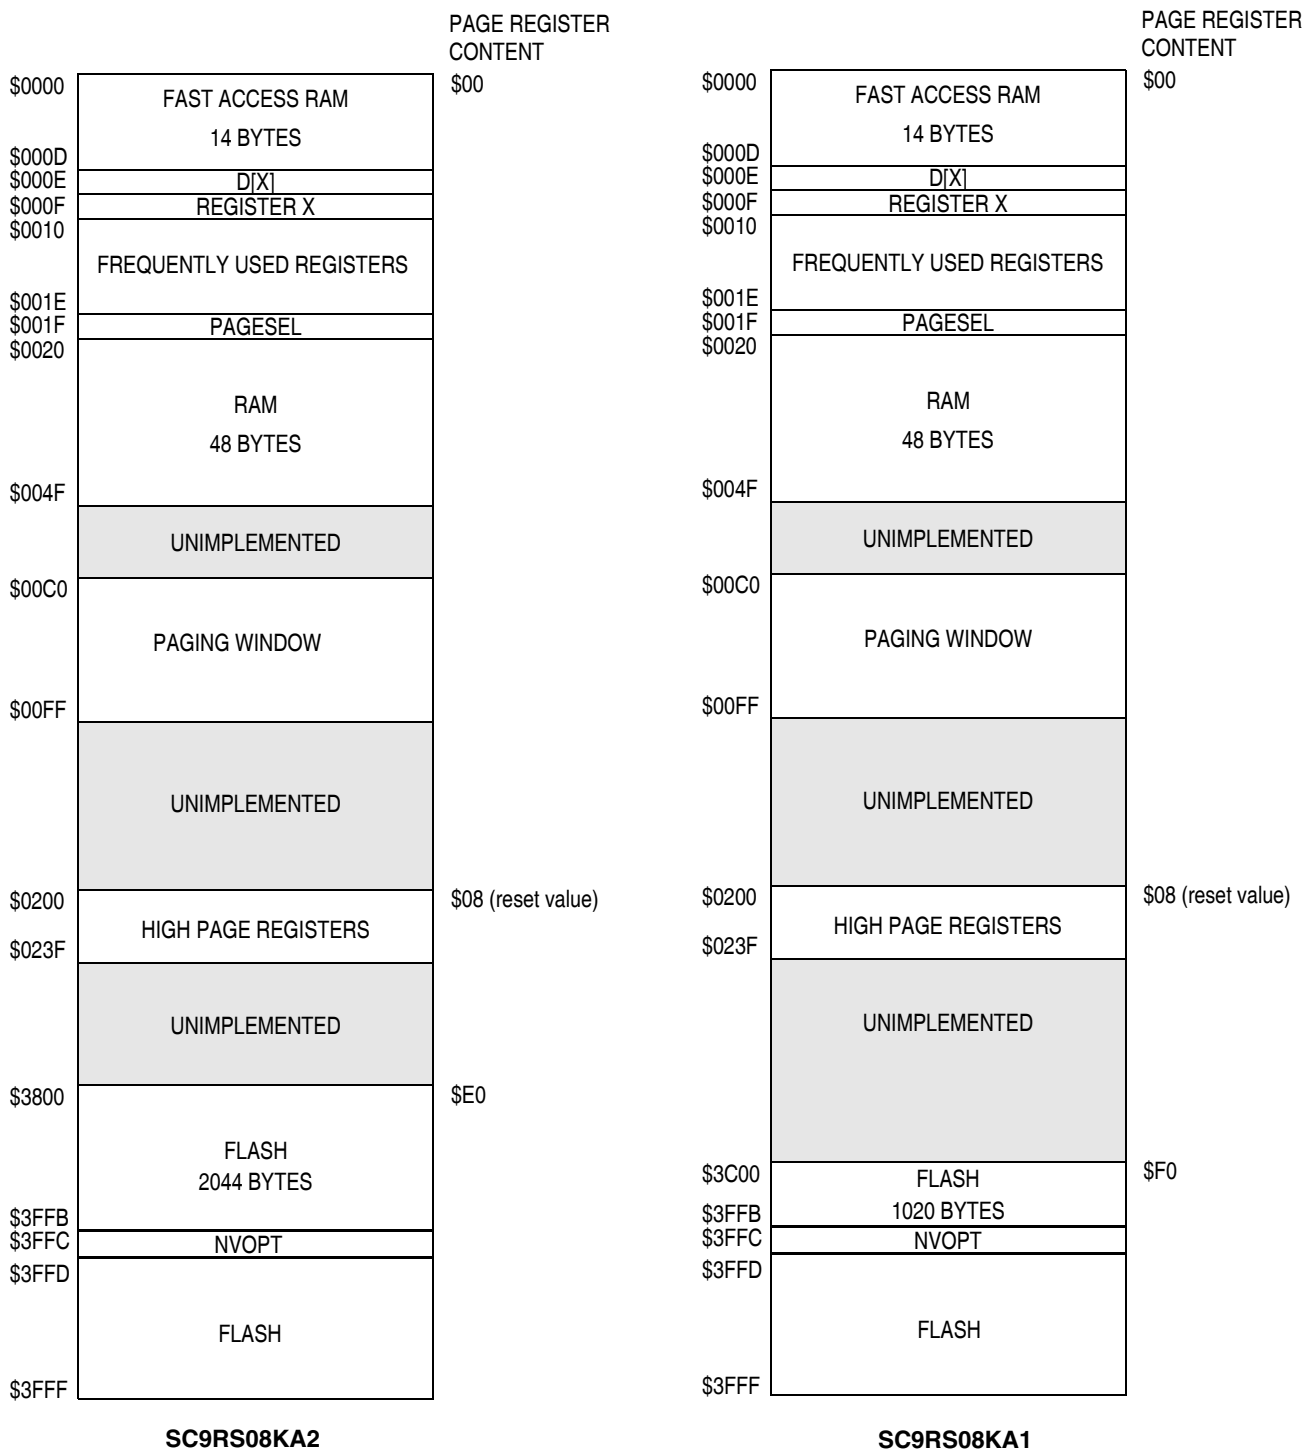 PAGE REGISTER
CONTENT
$0000
FAST ACCESS RAM
$00
14 BYTES
$000D
$000E
D[X]
$000F
REGISTER X
$0010
FREQUENTLY USED REGISTERS
$001E
$001F
PAGESEL
$0020
RAM
48 BYTES
$004F
UNIMPLEMENTED
$00C0
PAGING WINDOW
$00FF
UNIMPLEMENTED
$0200
$08 (reset value)
HIGH PAGE REGISTERS
$023F
UNIMPLEMENTED
$3800
$E0
FLASH
2044 BYTES
$3FFB
$3FFC
NVOPT
$3FFD
FLASH
$3FFF
SC9RS08KA2
PAGE REGISTER
CONTENT
$0000
FAST ACCESS RAM
$00
14 BYTES
$000D
$000E
D[X]
$000F
REGISTER X
$0010
FREQUENTLY USED REGISTERS
$001E
$001F
PAGESEL
$0020
RAM
48 BYTES
$004F
UNIMPLEMENTED
$00C0
PAGING WINDOW
$00FF
UNIMPLEMENTED
$0200
$08 (reset value)
HIGH PAGE REGISTERS
$023F
UNIMPLEMENTED
$3C00
$F0
FLASH
1020 BYTES
$3FFB
$3FFC
NVOPT
$3FFD
FLASH
$3FFF
SC9RS08KA1